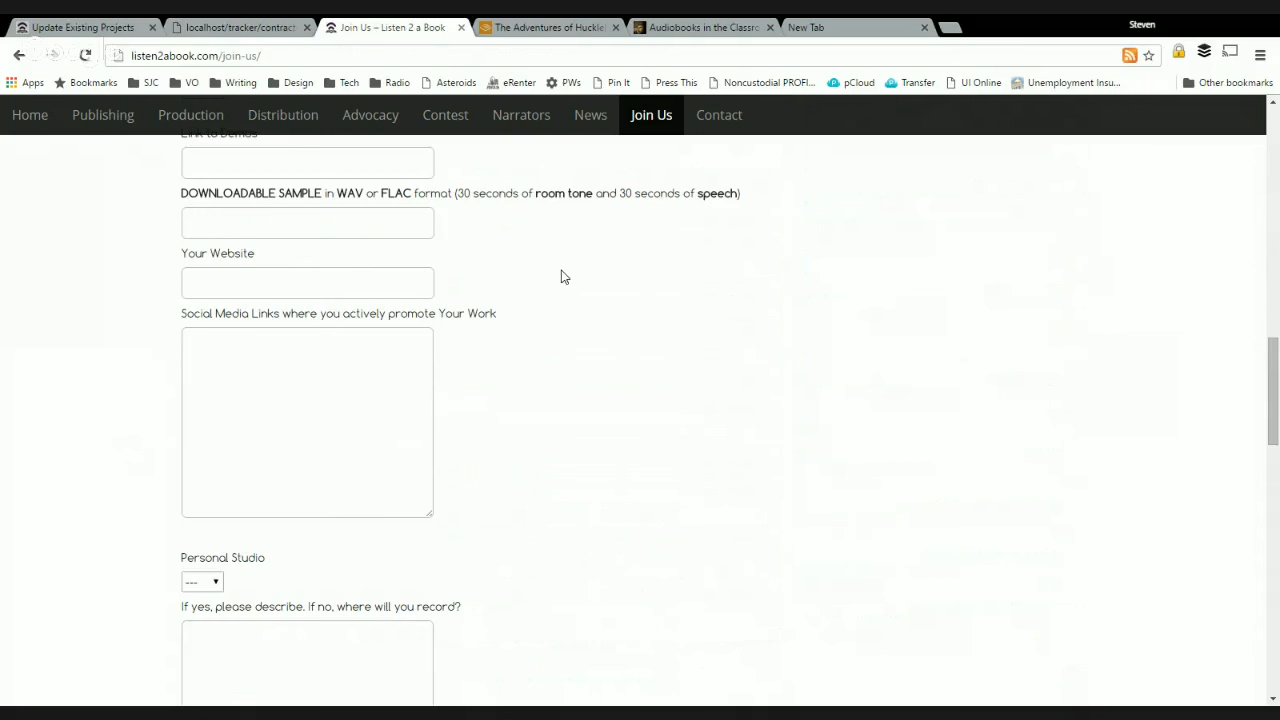 Steven
Update Existing Projects
localhost/tracker/contract
Join Us – Listen 2 a Book
The Adventures of Huckle
Audiobooks in the Classro
New Tab
listen2abook.com/join-us/
Apps Bookmarks SJC VO Writing Design Tech Radio Asteroids eRenter PWs Pin It Press This Noncustodial PROFI... pCloud Transfer UI Online Unemployment Insu... Other bookmarks
Home Publishing Production Distribution Advocacy Contest Narrators News Join Us Contact
Link to Demos
DOWNLOADABLE SAMPLE in WAV or FLAC format (30 seconds of room tone and 30 seconds of speech)
Your Website
Social Media Links where you actively promote Your Work
Personal Studio
---
If yes, please describe. If no, where will you record?